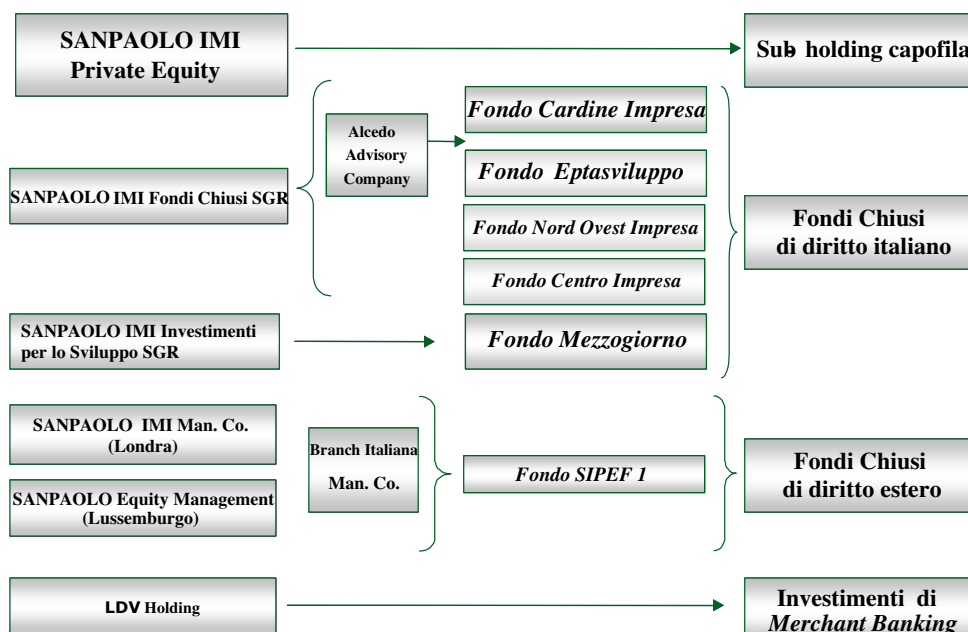 SANPAOLO IMI
Private Equity
Sub holding capofila
Fondo Cardine Impresa
Alcedo
Advisory
Company
Fondo Eptasviluppo
SANPAOLO IMI Fondi Chiusi SGR
Fondo Nord Ovest Impresa
Fondi Chiusi
di diritto italiano
Fondo Centro Impresa
SANPAOLO IMI Investimenti
per lo Sviluppo SGR
Fondo Mezzogiorno
SANPAOLO IMI Man. Co.
(Londra)
Branch Italiana
Man. Co.
Fondo SIPEF 1
Fondi Chiusi
di diritto estero
SANPAOLO Equity Management
(Lussemburgo)
LDV Holding
Investimenti di
Merchant Banking